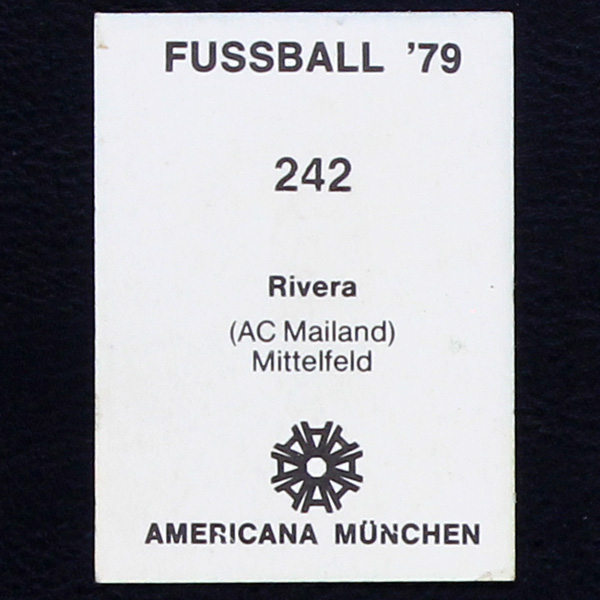 FUSSBALL '79
242
Rivera
(AC Mailand)
Mittelfeld
AMERICANA MÜNCHEN